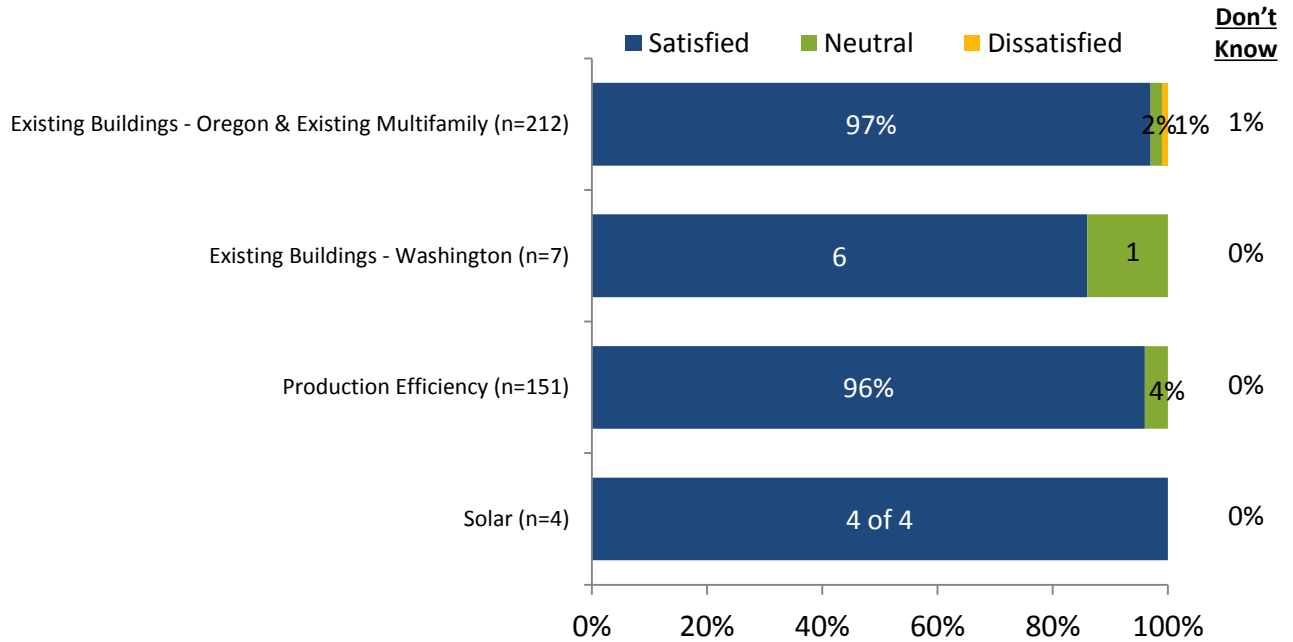 Don't
Know
Satisfied Neutral Dissatisfied
Existing Buildings - Oregon & Existing Multifamily (n=212) 97% 2% 1% 1%
Existing Buildings - Washington (n=7) 6 1 0%
Production Efficiency (n=151) 96% 4% 0%
Solar (n=4) 4 of 4 0%
0% 20% 40% 60% 80% 100%